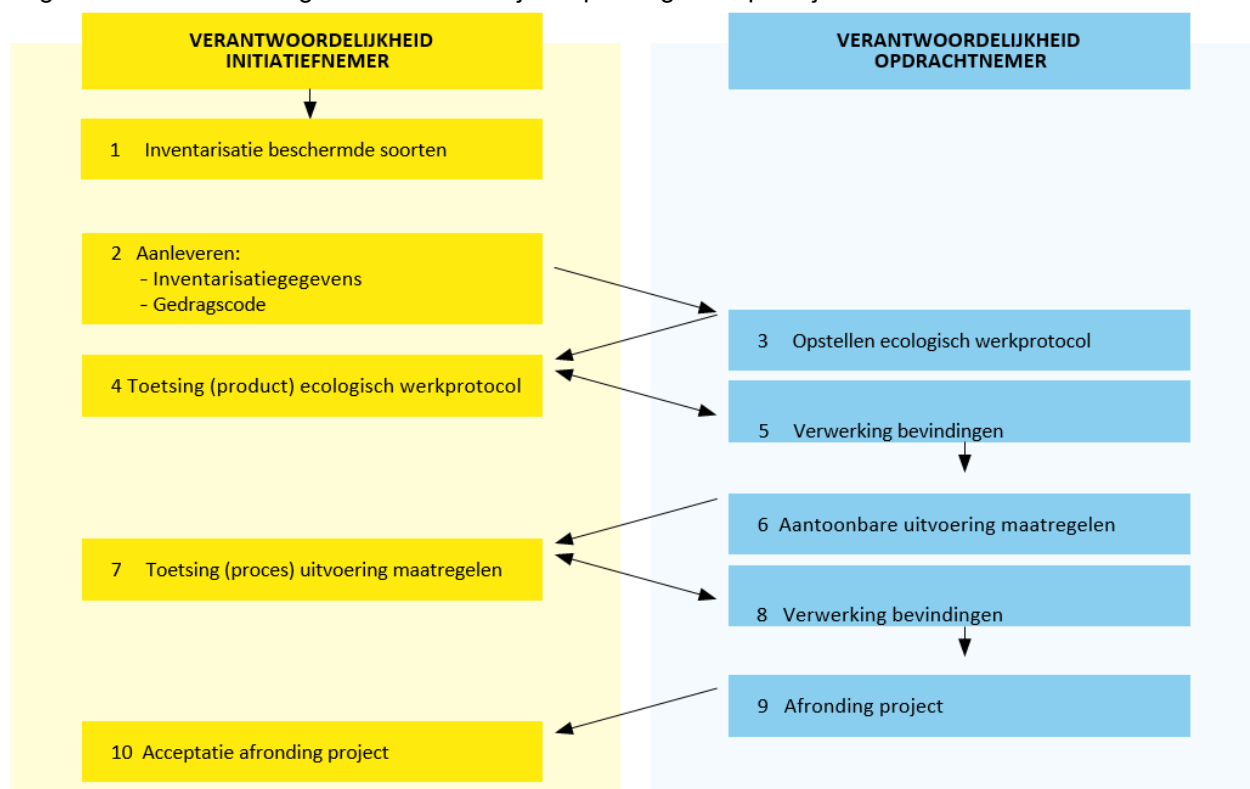 VERANTWOORDELIJKHEID
INITIATIEFNEMER
VERANTWOORDELIJKHEID
OPDRACHTNEMER
1 Inventarisatie beschermde soorten
2 Aanleveren:
- Inventarisatiegegevens
- Gedragscode
3 Opstellen ecologisch werkprotocol
4 Toetsing (product) ecologisch werkprotocol
5 Verwerking bevindingen
6 Aantoonbare uitvoering maatregelen
7 Toetsing (proces) uitvoering maatregelen
8 Verwerking bevindingen
9 Afronding project
10 Acceptatie afronding project